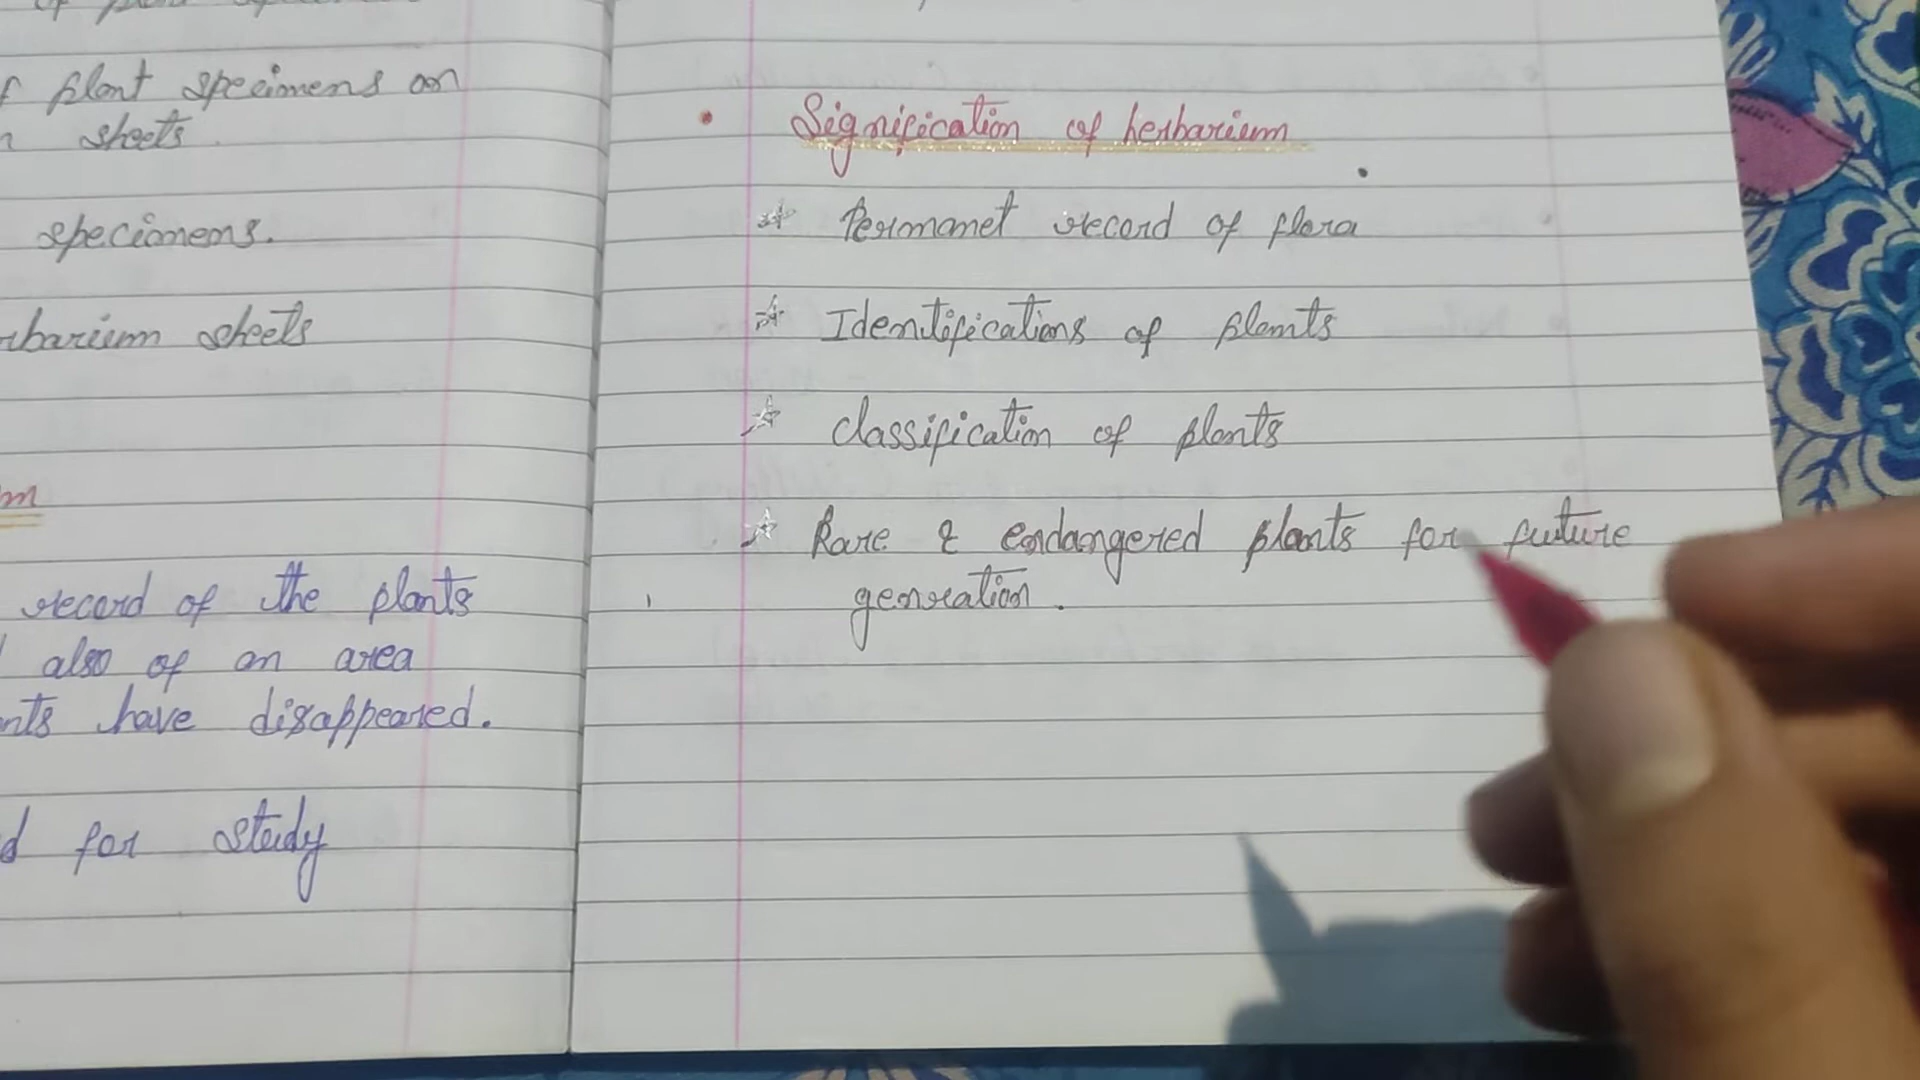 plant specimens on
sheets.
specimens.
rbarium sheets
m
record of the plants
also of an area
nts have disappeared.
d for study
• Signification of herbarium
☆ Permanet record of flora
☆ Identifications of plants
☆ classification of plants
☆ Rare & endangered plants for future
genration.